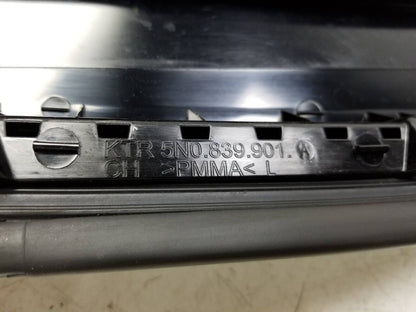 KTR 5N0.839.901.A
CH >PMMA< L